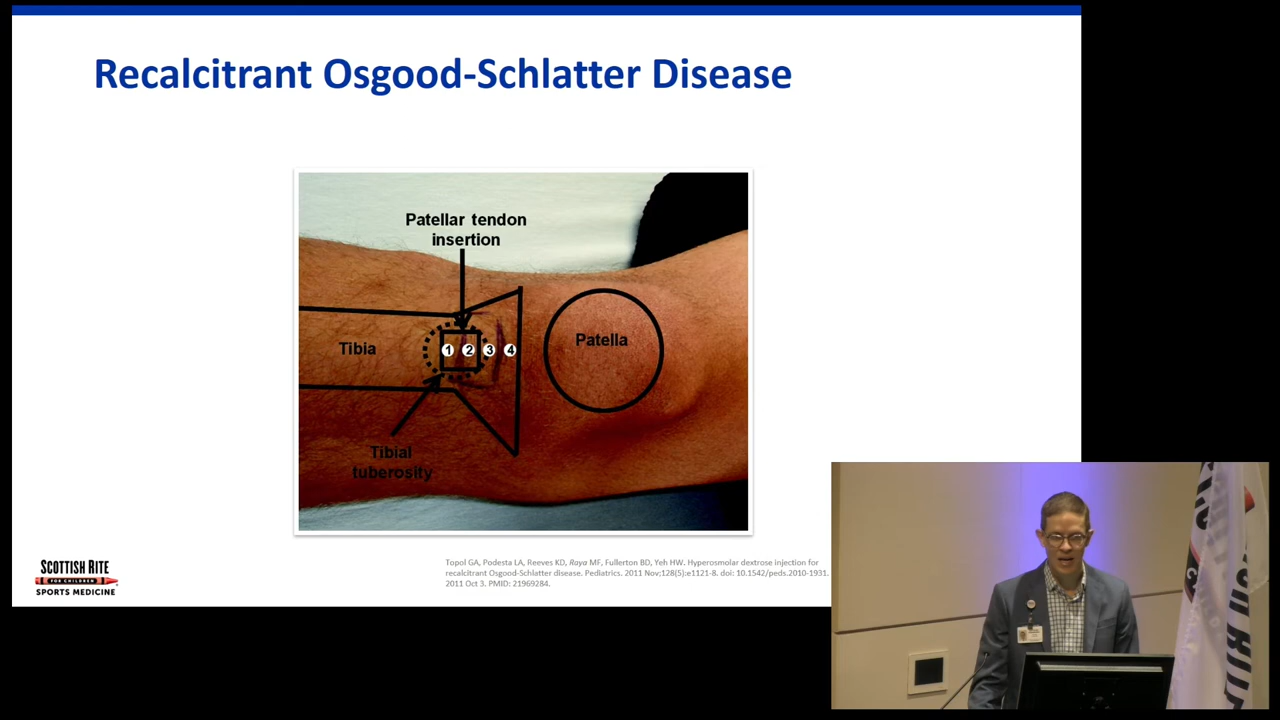 Recalcitrant Osgood-Schlatter Disease
Patellar tendon
insertion
Patella
Tibia
1 2 3 4
Tibial
tuberosity
SCOTTISH RITE
FOR CHILDREN
SPORTS MEDICINE
Topol GA, Podesta LA, Reeves KD, Raya MF, Fullerton BD, Yeh HW. Hyperosmolar dextrose injection for
recalcitrant Osgood-Schlatter disease. Pediatrics. 2011 Nov;128(5):e1121-8. doi: 10.1542/peds.2010-1931.
2011 Oct 3. PMID: 21969284.